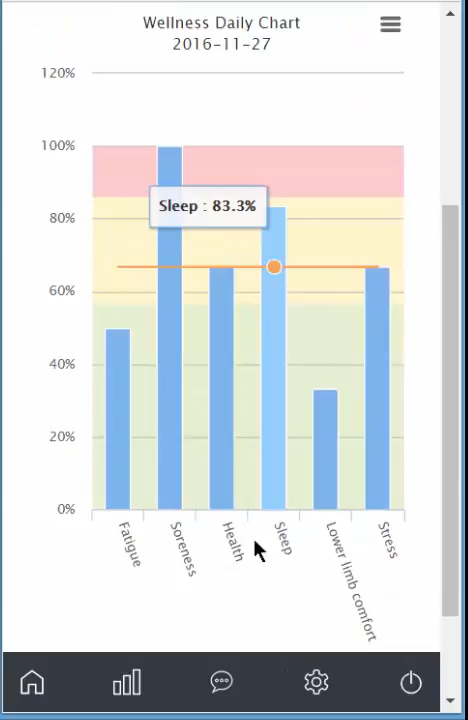 Wellness Daily Chart
2016-11-27
120%
100%
80%
60%
40%
20%
0%
Sleep : 83.3%
Fatigue
Soreness
Health
Sleep
Lower limb comfort
Stress